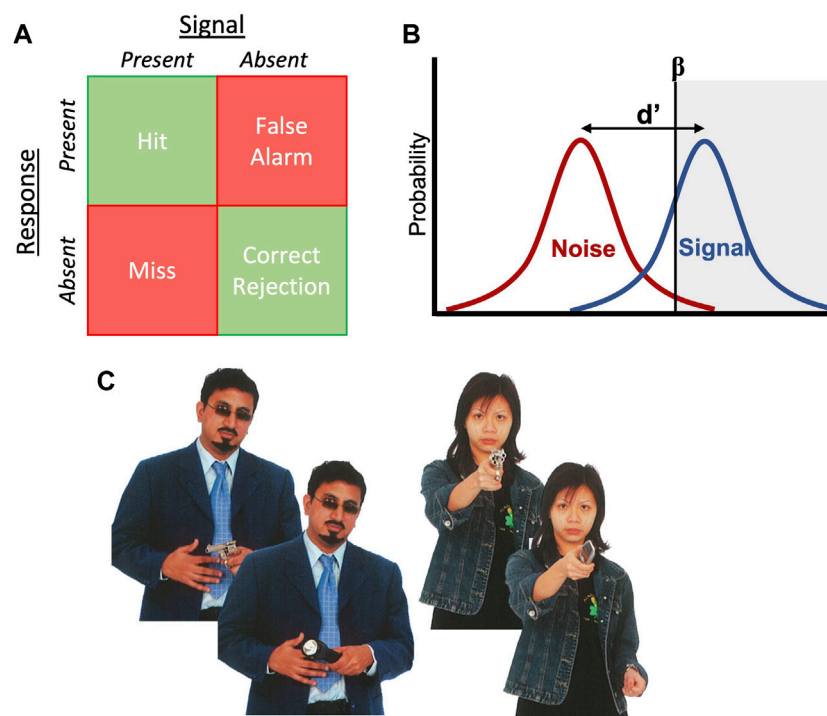 A
Signal
Present Absent
Response
Present
Absent
Hit
False
Alarm
Miss
Correct
Rejection
B
β
d’
Probability
Noise
Signal
C